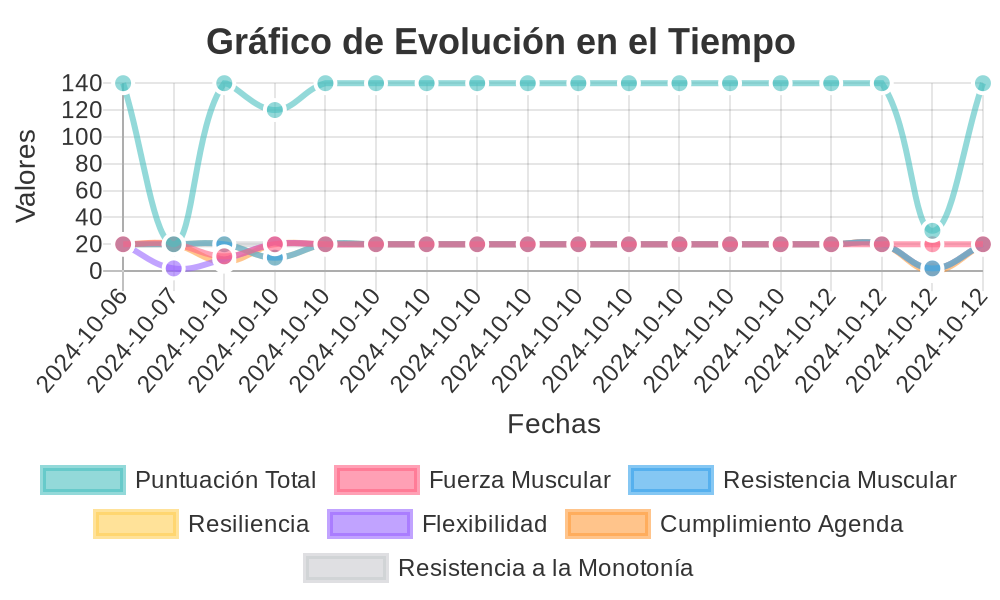 Gráfico de Evolución en el Tiempo
Valores
140
120
100
80
60
40
20
0
2024-10-06
2024-10-07
2024-10-10
2024-10-10
2024-10-10
2024-10-10
2024-10-10
2024-10-10
2024-10-10
2024-10-10
2024-10-10
2024-10-10
2024-10-10
2024-10-10
2024-10-12
2024-10-12
2024-10-12
2024-10-12
Fechas
Puntuación Total
Fuerza Muscular
Resistencia Muscular
Resiliencia
Flexibilidad
Cumplimiento Agenda
Resistencia a la Monotonía